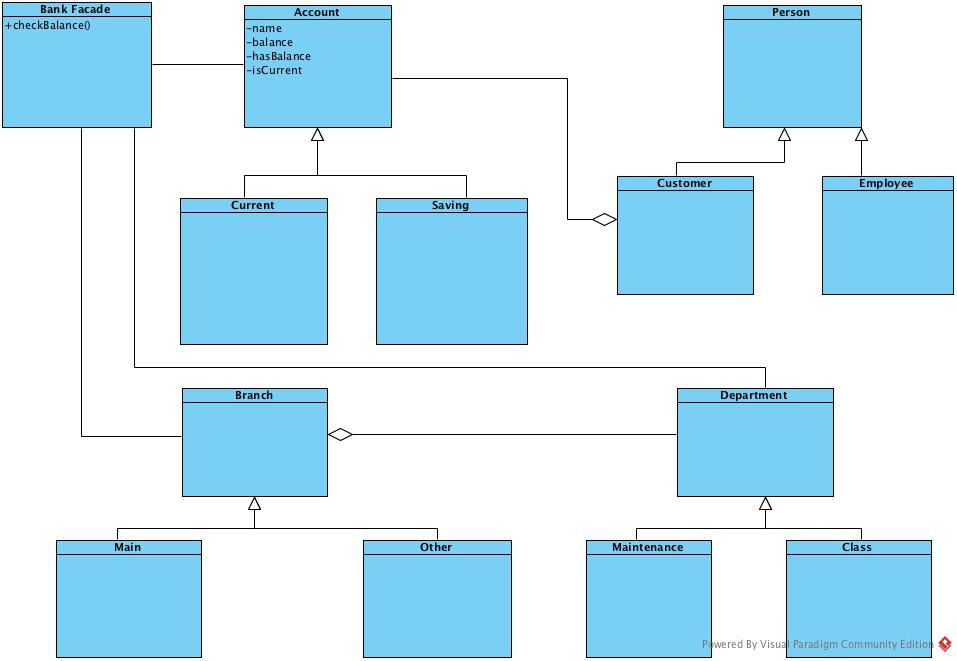 Bank Facade
+checkBalance()
Account
-name
-balance
-hasBalance
-isCurrent
Person
Customer
Employee
Current
Saving
Branch
Department
Main
Other
Maintenance
Class
Powered By Visual Paradigm Community Edition